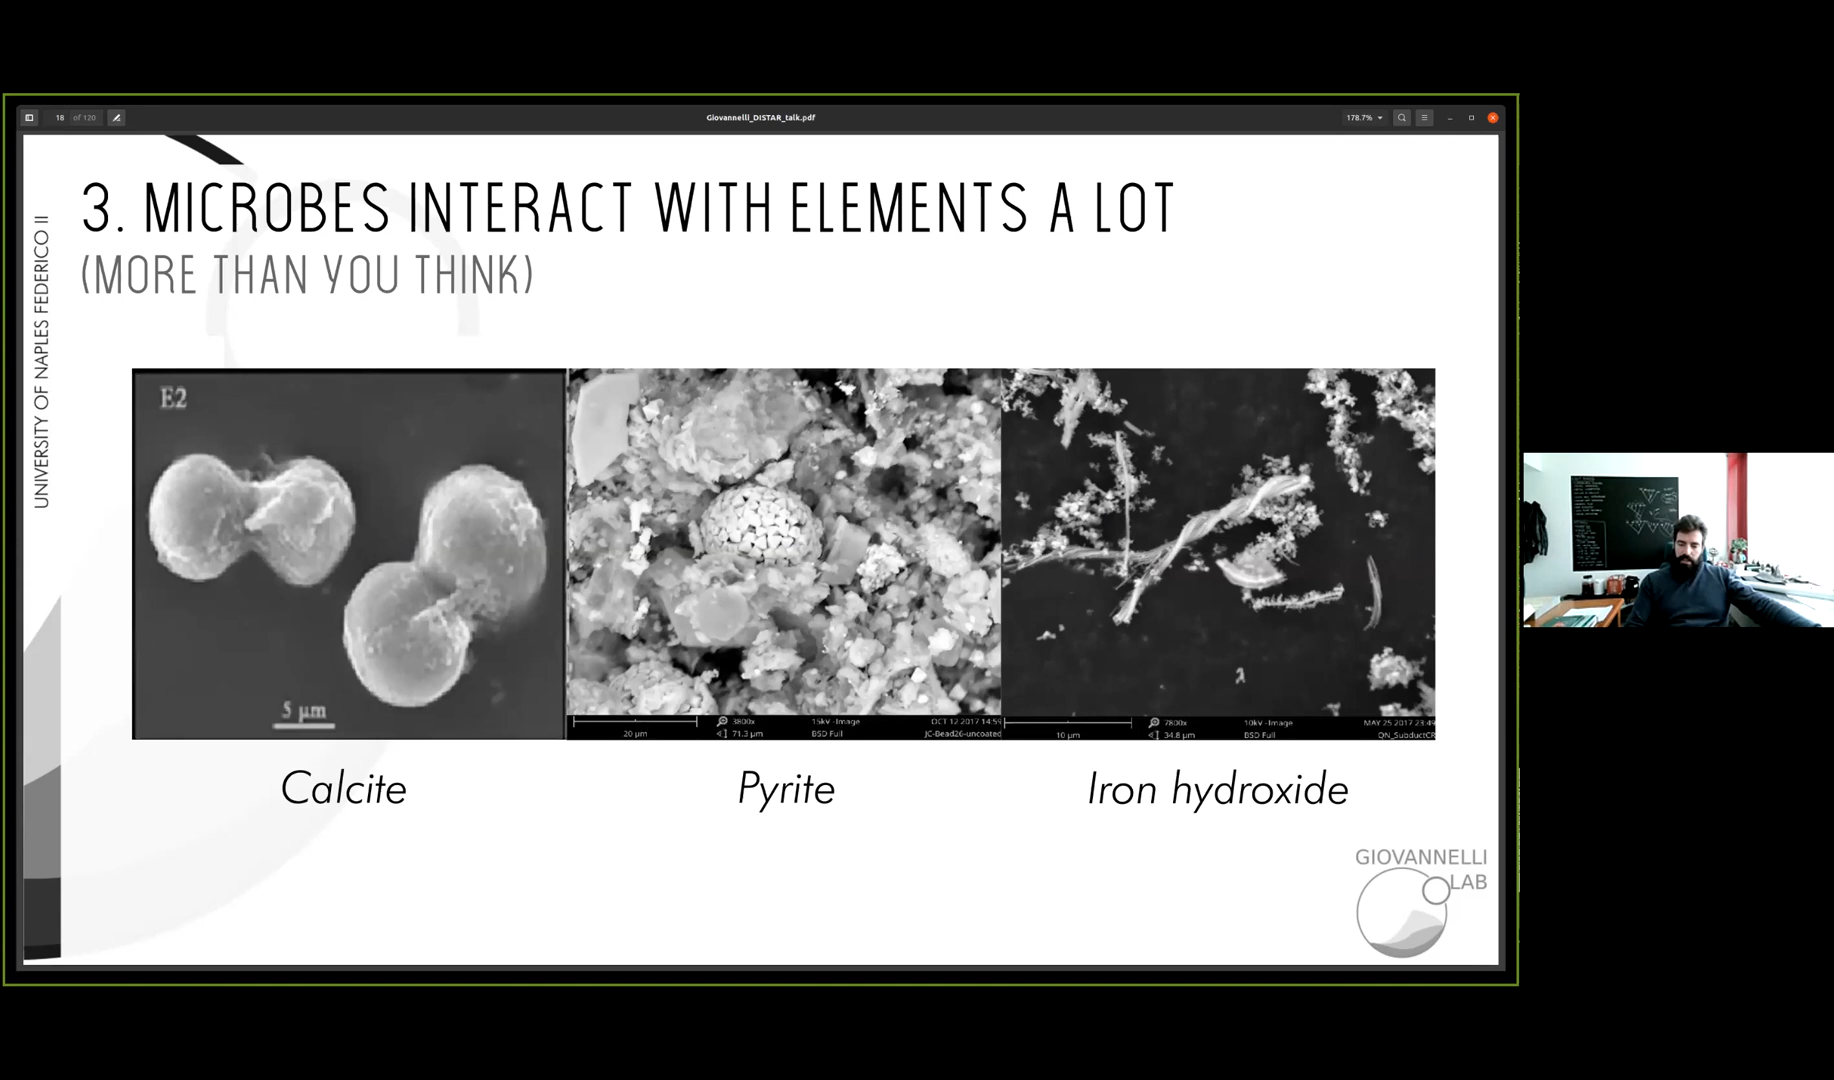 18 of 120
Giovannelli_DISTAR_talk.pdf
178.7%
UNIVERSITY OF NAPLES FEDERICO II
3. MICROBES INTERACT WITH ELEMENTS A LOT
(MORE THAN YOU THINK)
E2
5 µm
3800x 15kV - Image OCT 12 2017 14:59
20 µm 71.3 µm BSD Full JC-Bead26-uncoated
7800x 10kV - Image MAY 25 2017 23:49
10 µm 34.8 µm BSD Full QN_SubductCR
Calcite
Pyrite
Iron hydroxide
GIOVANNELLI
LAB